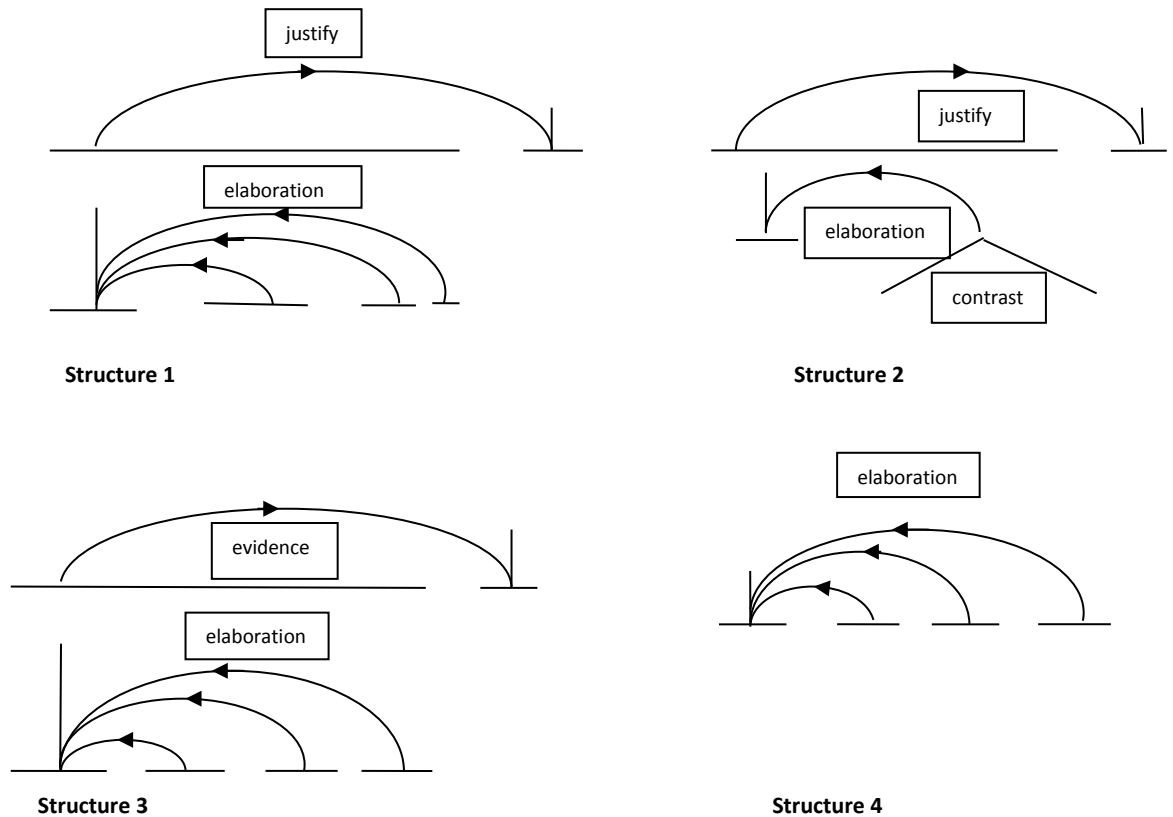 justify
elaboration
Structure 1
justify
elaboration
contrast
Structure 2
evidence
elaboration
Structure 3
elaboration
Structure 4